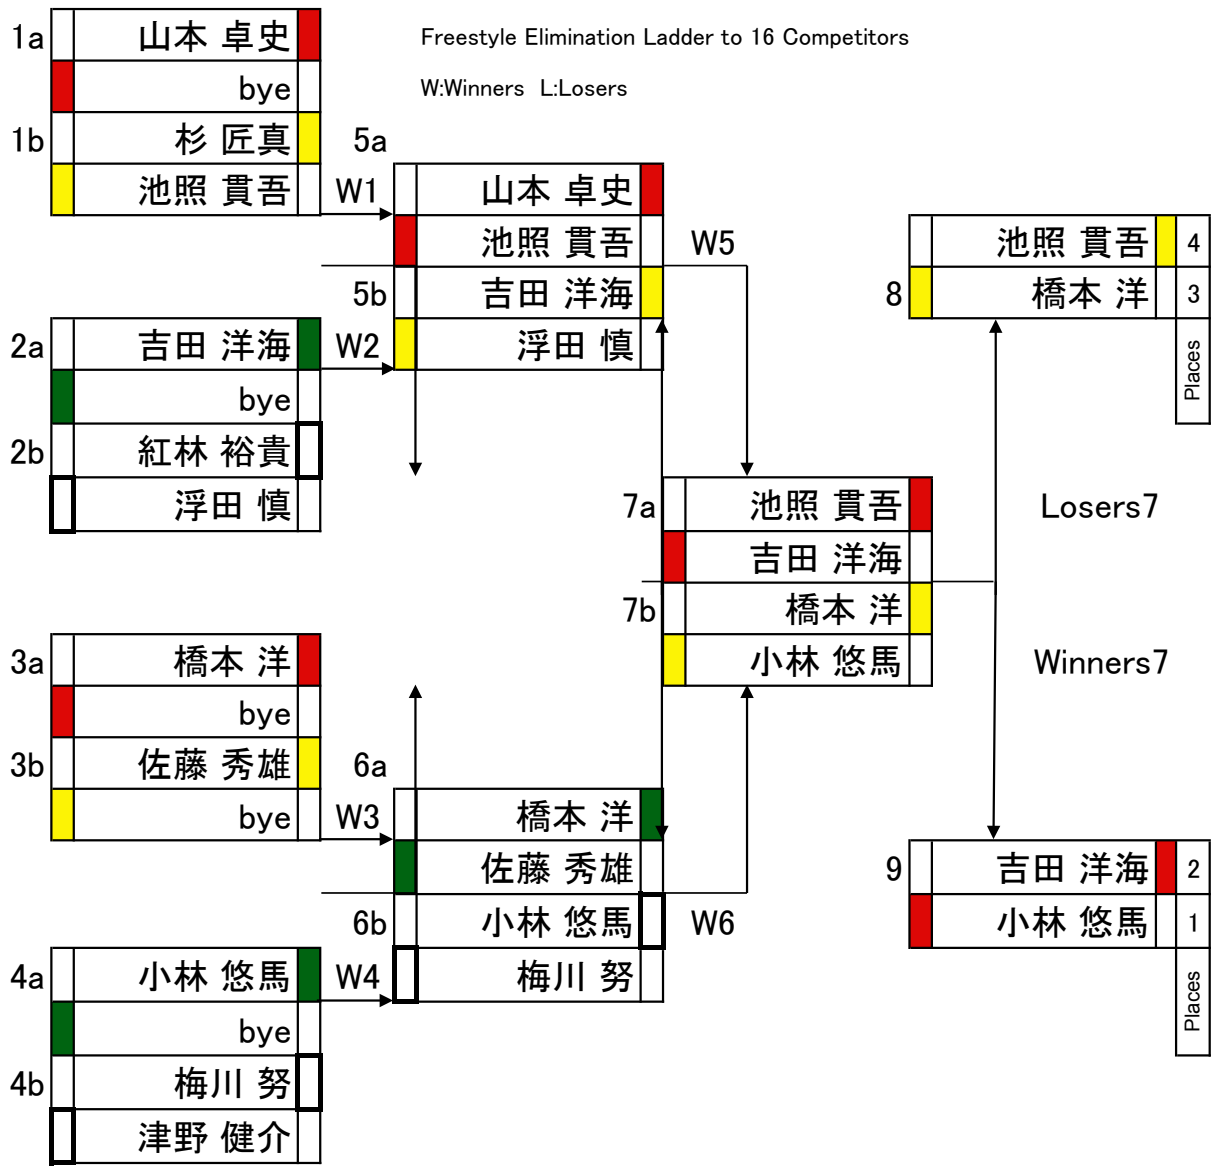 Freestyle Elimination Ladder to 16 Competitors
W:Winners L:Losers
1a 山本 卓史
bye
1b 杉 匠真
池照 貫吾
W1
2a 吉田 洋海
bye
2b 紅林 裕貴
浮田 慎
W2
3a 橋本 洋
bye
3b 佐藤 秀雄
bye
W3
4a 小林 悠馬
bye
4b 梅川 努
津野 健介
W4
5a
山本 卓史
池照 貫吾
5b 吉田 洋海
浮田 慎
W5
6a
橋本 洋
佐藤 秀雄
6b 小林 悠馬
梅川 努
W6
7a 池照 貫吾
吉田 洋海
7b 橋本 洋
小林 悠馬
Losers7
Winners7
池照 貫吾 4
8 橋本 洋 3
Places
9 吉田 洋海 2
小林 悠馬 1
Places